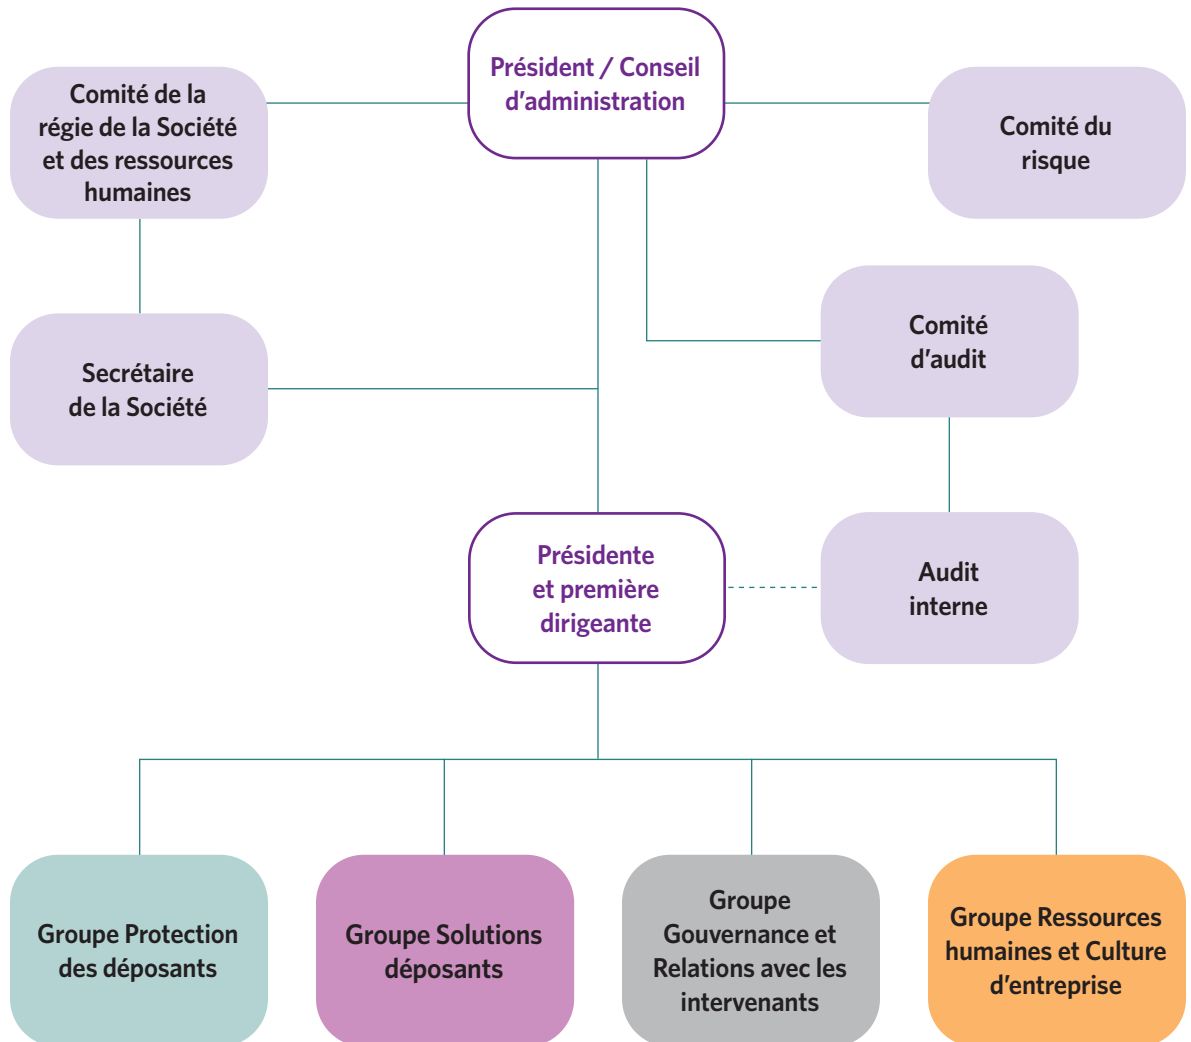 Président / Conseil
d'administration
Comité de la
régie de la Société
et des ressources
humaines
Comité du
risque
Comité
d'audit
Secrétaire
de la Société
Présidente
et première
dirigeante
Audit
interne
Groupe Protection
des déposants
Groupe Solutions
déposants
Groupe
Gouvernance et
Relations avec les
intervenants
Groupe Ressources
humaines et Culture
d'entreprise